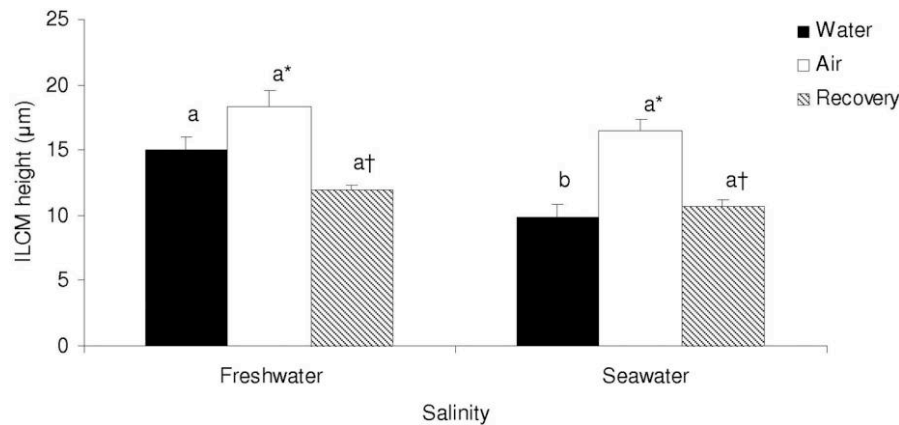 25
20
15
10
5
0
ILCM height (µm)
a
a*
a†
b
a*
a†
Water
Air
Recovery
Freshwater
Seawater
Salinity